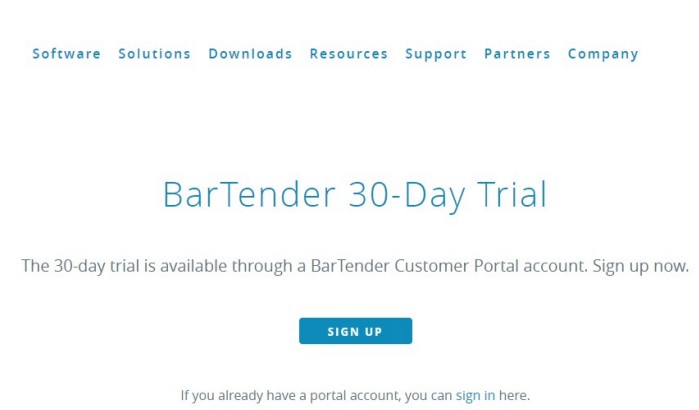 Software Solutions Downloads Resources Support Partners Company
BarTender 30-Day Trial
The 30-day trial is available through a BarTender Customer Portal account. Sign up now.
SIGN UP
If you already have a portal account, you can sign in here.